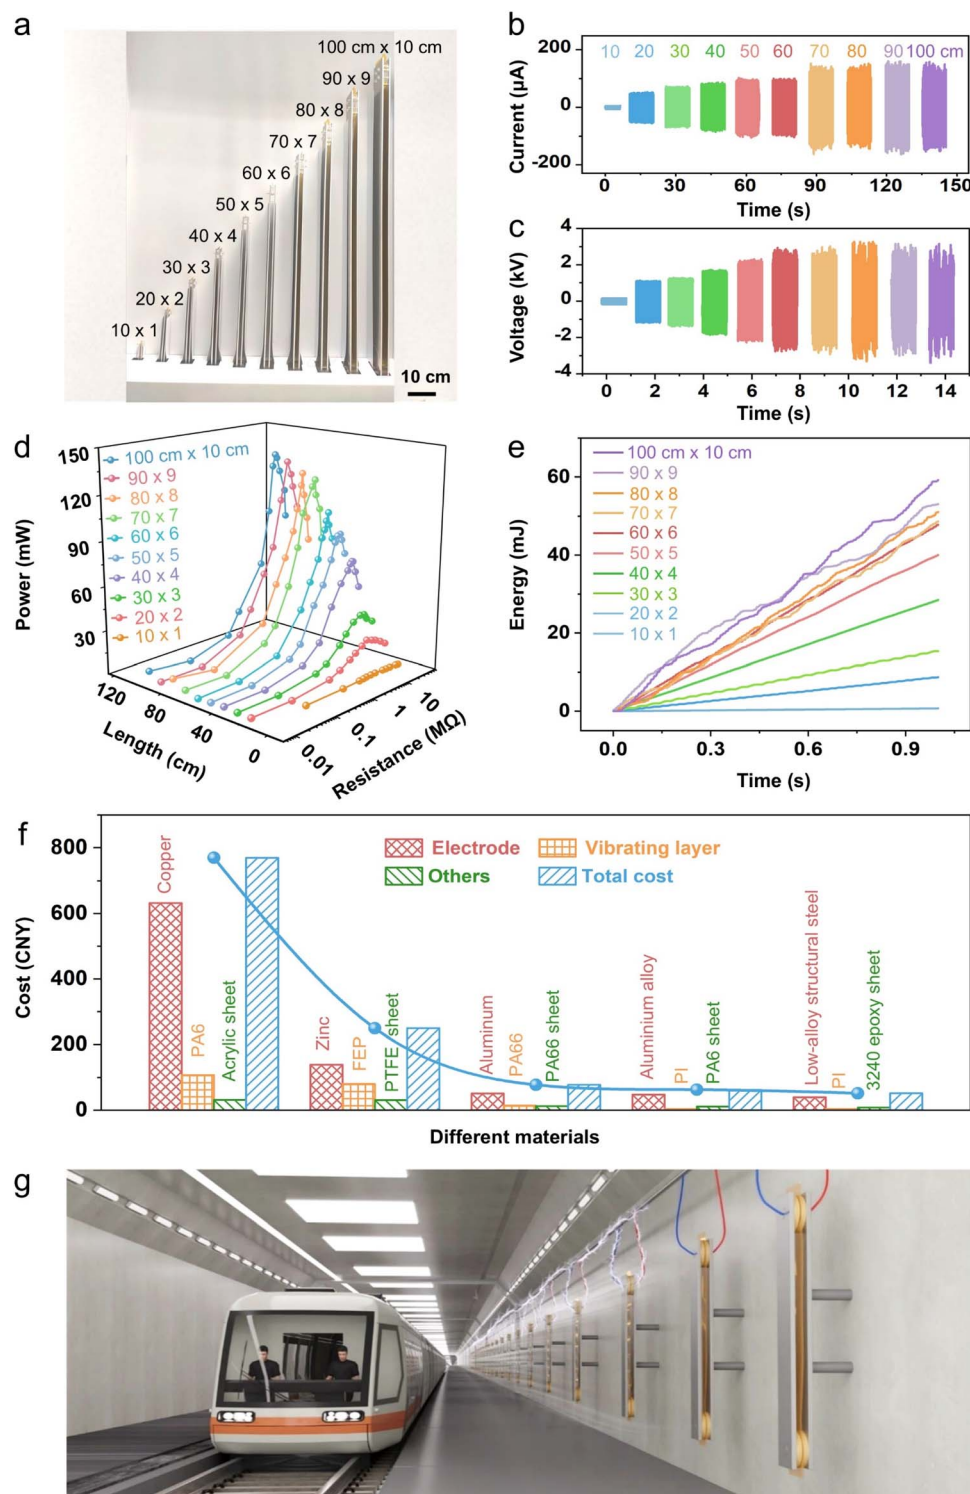 a
100 cm x 10 cm
90 x 9
80 x 8
70 x 7
60 x 6
50 x 5
40 x 4
30 x 3
20 x 2
10 x 1
10 cm
b
10 20 30 40 50 60 70 80 90 100 cm
200
0
-200
Current (μA)
0 30 60 90 120 150
Time (s)
c
4
2
0
-2
-4
Voltage (kV)
0 2 4 6 8 10 12 14
Time (s)
d
150
120
90
60
30
Power (mW)
100 cm x 10 cm
90 x 9
80 x 8
70 x 7
60 x 6
50 x 5
40 x 4
30 x 3
20 x 2
10 x 1
120 80 40 0
Length (cm)
0.01 0.1 1 10
Resistance (MΩ)
e
60
40
20
0
Energy (mJ)
100 cm x 10 cm
90 x 9
80 x 8
70 x 7
60 x 6
50 x 5
40 x 4
30 x 3
20 x 2
10 x 1
0.0 0.3 0.6 0.9
Time (s)
f
800
600
400
200
0
Cost (CNY)
Electrode
Vibrating layer
Others
Total cost
Copper
PA6
Acrylic sheet
Zinc
FEP
PTFE sheet
Aluminum
PA66
PA66 sheet
Aluminium alloy
PI
PA6 sheet
Low-alloy structural steel
PI
3240 epoxy sheet
Different materials
g